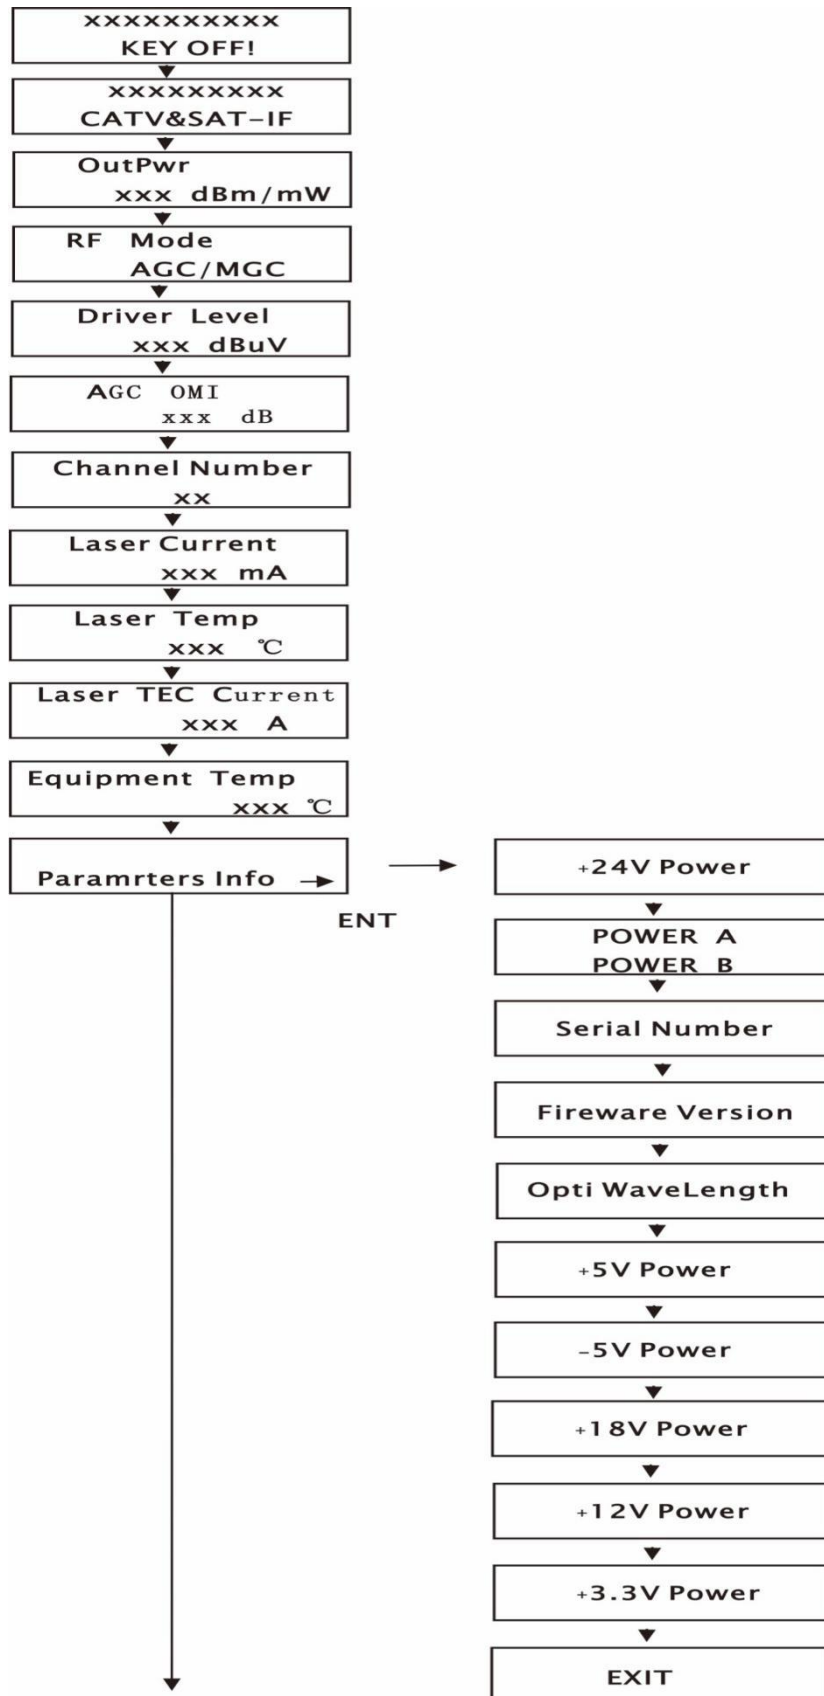 xxxxxxxxxx
KEY OFF!
xxxxxxxxx
CATV&SAT-IF
OutPwr
xxx dBm/mW
RF Mode
AGC/MGC
Driver Level
xxx dBuV
AGC OMI
xxx dB
Channel Number
xx
Laser Current
xxx mA
Laser Temp
xxx ℃
Laser TEC Current
xxx A
Equipment Temp
xxx ℃
Paramrters Info →
ENT
+24V Power
POWER A
POWER B
Serial Number
Fireware Version
Opti WaveLength
+5V Power
-5V Power
+18V Power
+12V Power
+3.3V Power
EXIT